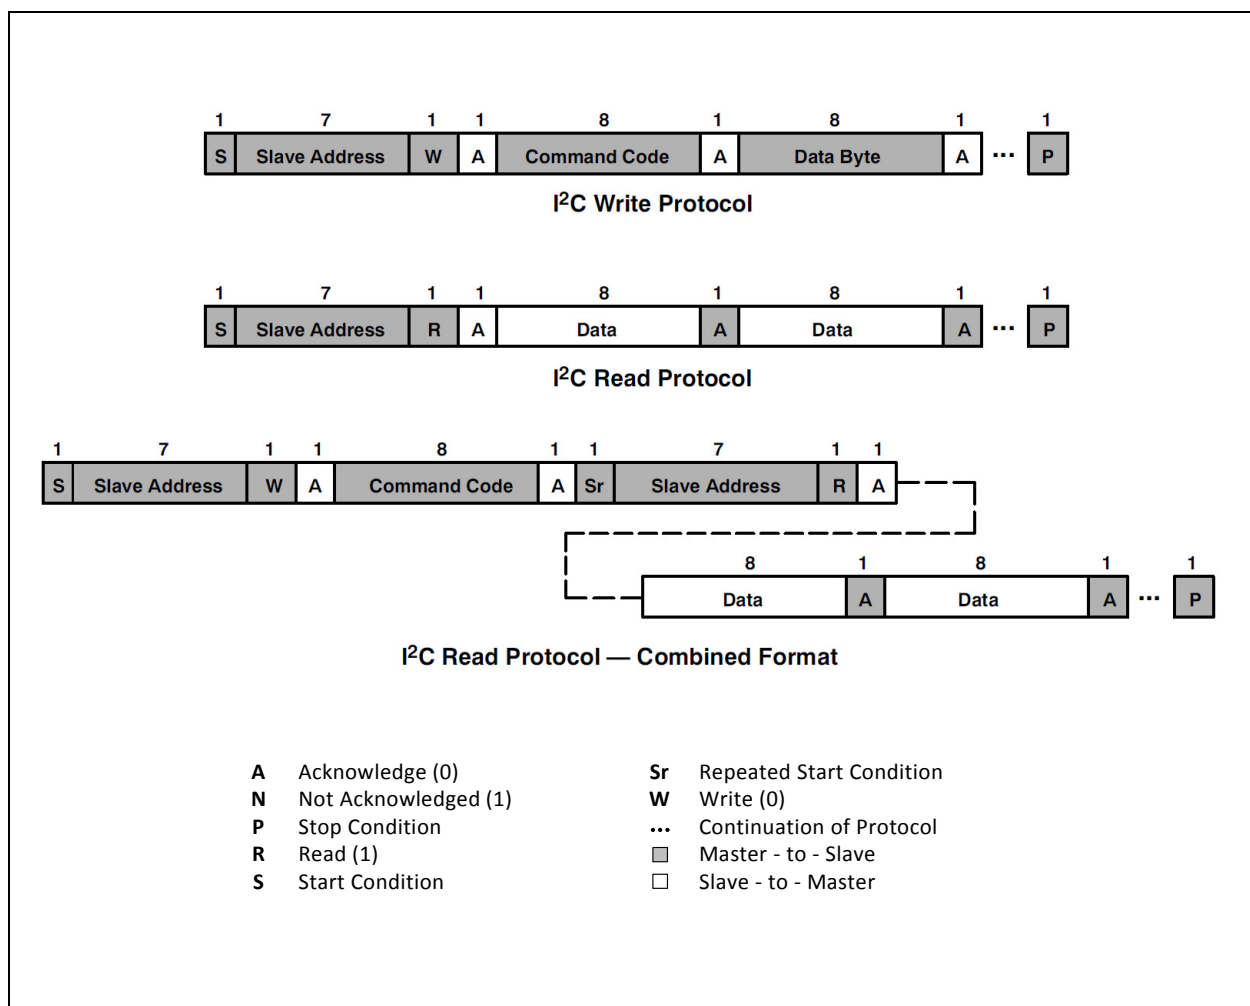 1 7 1 1 8 1 8 1 1
S Slave Address W A Command Code A Data Byte A ... P
I²C Write Protocol
1 7 1 1 8 1 8 1 1
S Slave Address R A Data A Data A ... P
I²C Read Protocol
1 7 1 1 8 1 1 7 1 1
S Slave Address W A Command Code A Sr Slave Address R A
8 1 8 1 1
Data A Data A ... P
I²C Read Protocol — Combined Format
A Acknowledge (0)
N Not Acknowledged (1)
P Stop Condition
R Read (1)
S Start Condition
Sr Repeated Start Condition
W Write (0)
... Continuation of Protocol
Master - to - Slave
Slave - to - Master